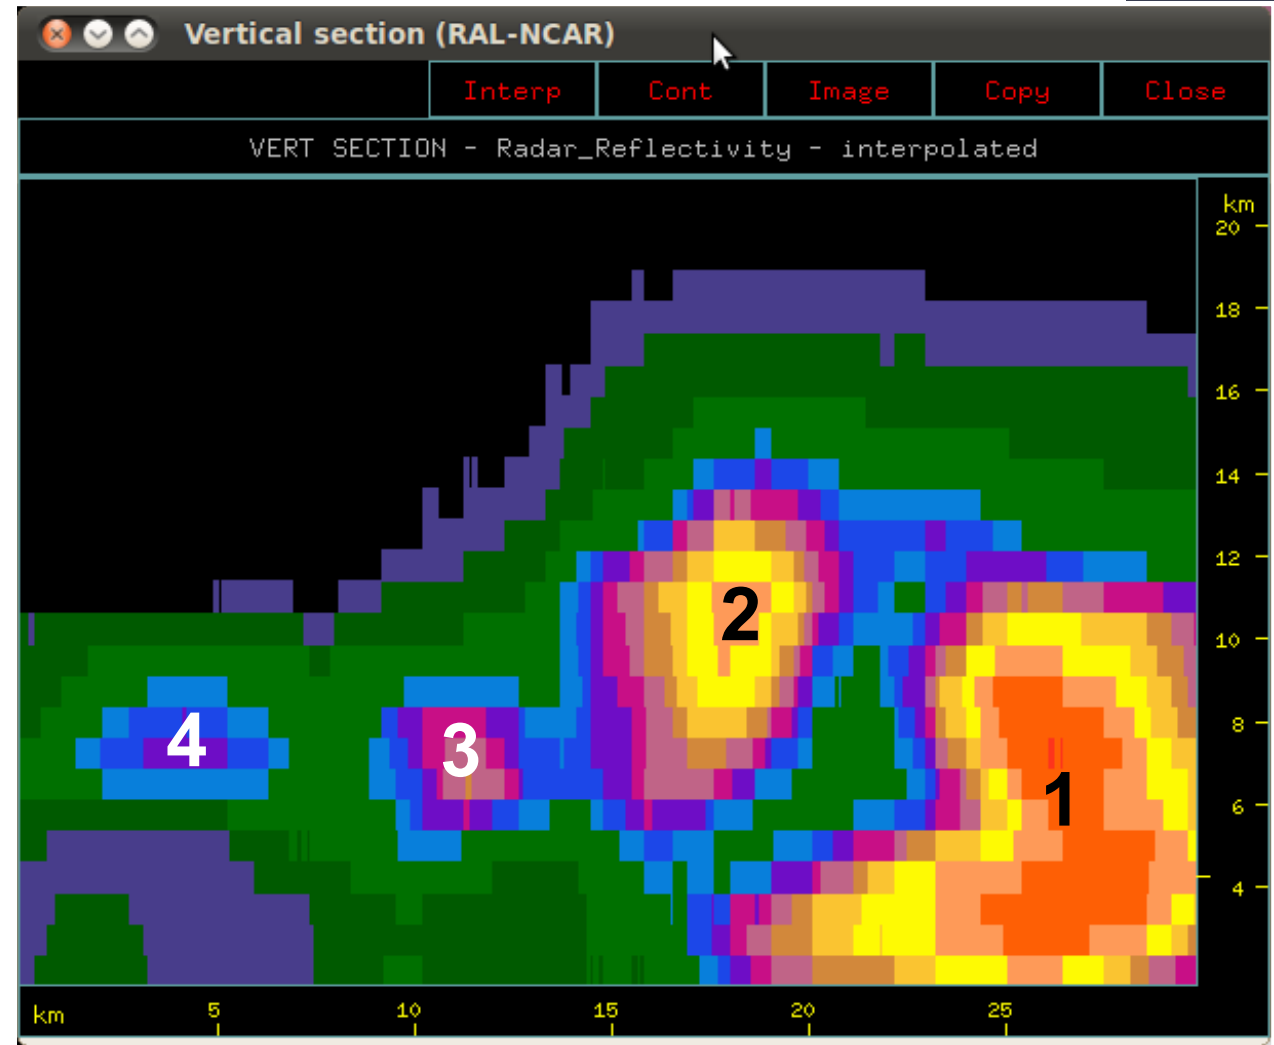 Vertical section (RAL-NCAR)
Interp Cont Image Copy Close
VERT SECTION - Radar_Reflectivity - interpolated
km
20
18
16
14
12
2
10
4
3
8
1
6
4
km 5 10 15 20 25